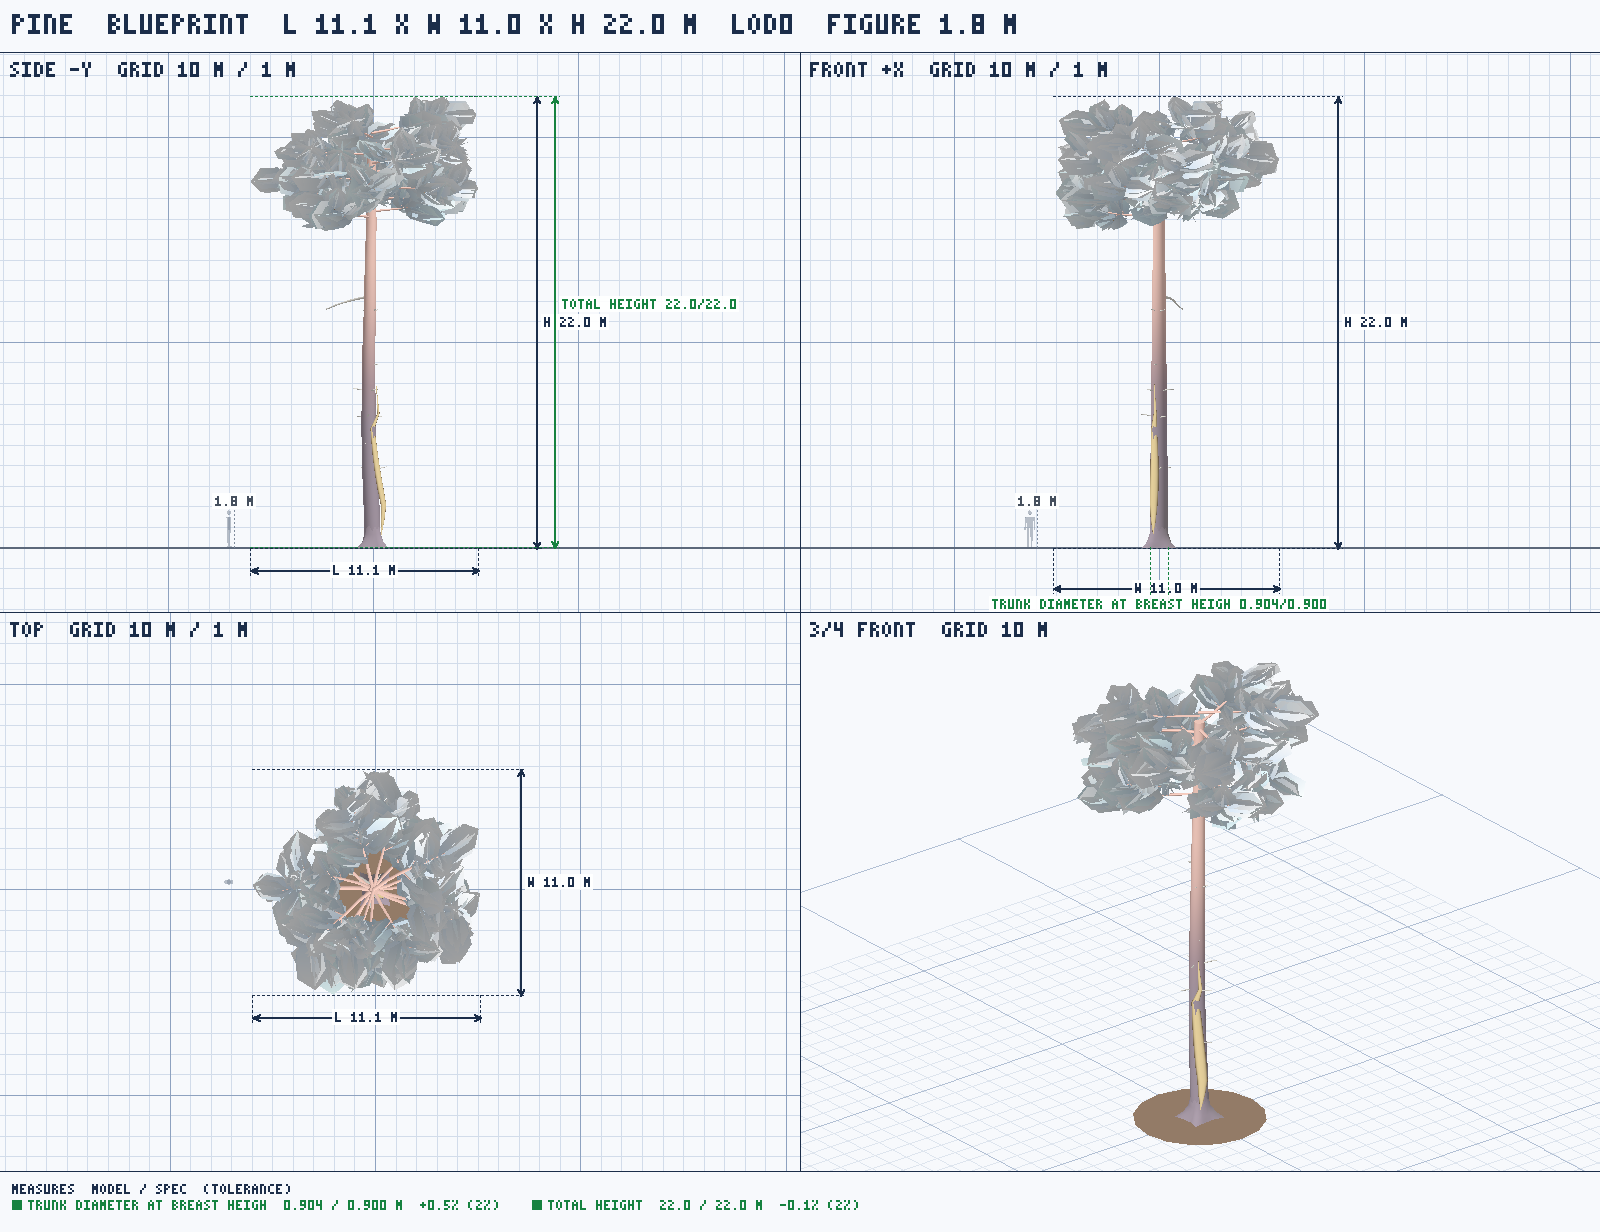 PINE BLUEPRINT L 11.1 X W 11.0 X H 22.0 M LOD0 FIGURE 1.8 M
SIDE -Y GRID 10 M / 1 M
TOTAL HEIGHT 22.0/22.0
H 22.0 M
1.8 M
L 11.1 M
FRONT +X GRID 10 M / 1 M
H 22.0 M
1.8 M
W 11.0 M
TRUNK DIAMETER AT BREAST HEIGH 0.904/0.900
TOP GRID 10 M / 1 M
W 11.0 M
L 11.1 M
3/4 FRONT GRID 10 M
MEASURES MODEL / SPEC (TOLERANCE)
TRUNK DIAMETER AT BREAST HEIGH 0.904 / 0.900 M +0.5% (2%) TOTAL HEIGHT 22.0 / 22.0 M -0.1% (2%)